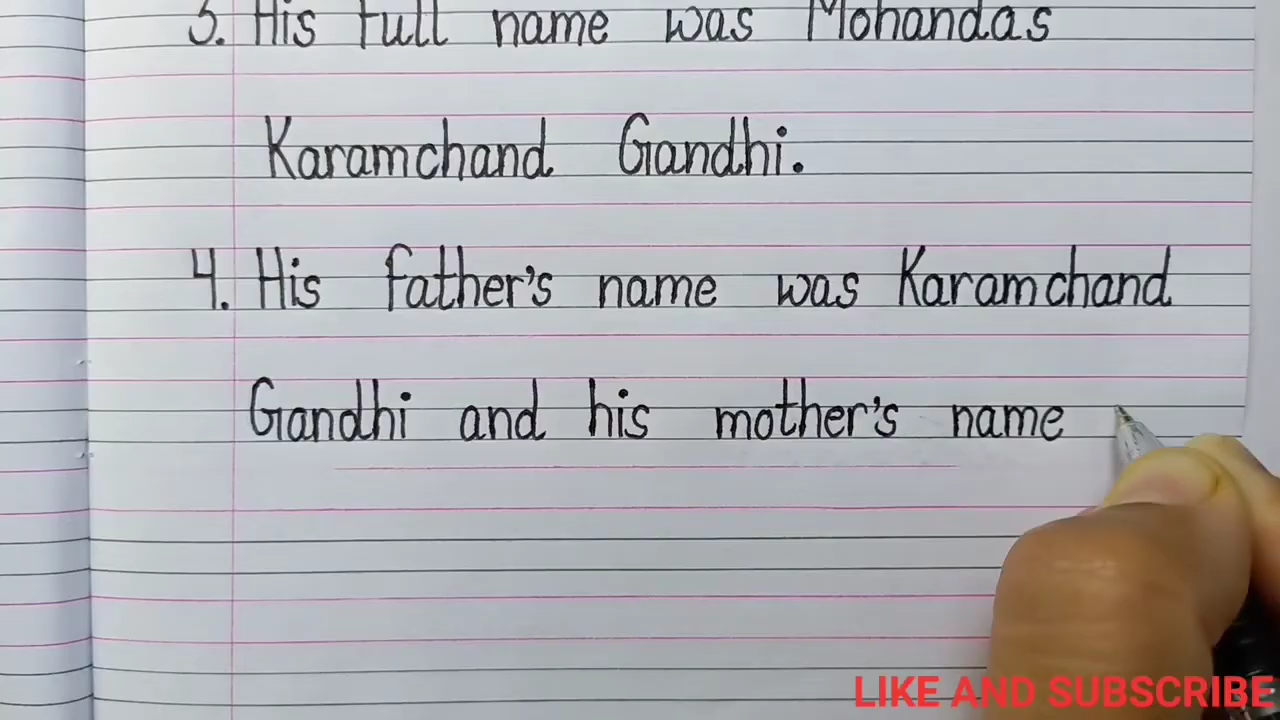 3. His full name was Mohandas
Karamchand Gandhi.
4. His father's name was Karamchand
Gandhi and his mother's name
LIKE AND SUBSCRIBE